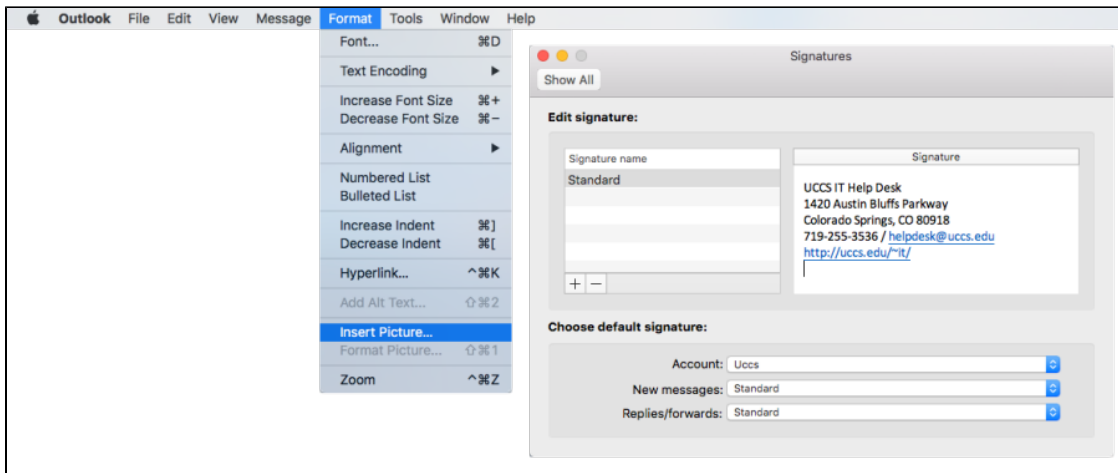 Outlook File Edit View Message Format Tools Window Help
Font... ⌘D
Text Encoding ▶
Increase Font Size ⌘+
Decrease Font Size ⌘−
Alignment ▶
Numbered List
Bulleted List
Increase Indent ⌘]
Decrease Indent ⌘[
Hyperlink... ^⌘K
Add Alt Text... ⇧⌘2
Insert Picture...
Format Picture... ⇧⌘1
Zoom ^⌘Z
Signatures
Show All
Edit signature:
Signature name
Standard
+ −
Signature
UCCS IT Help Desk
1420 Austin Bluffs Parkway
Colorado Springs, CO 80918
719-255-3536 / helpdesk@uccs.edu
http://uccs.edu/~it/
Choose default signature:
Account: Uccs
New messages: Standard
Replies/forwards: Standard